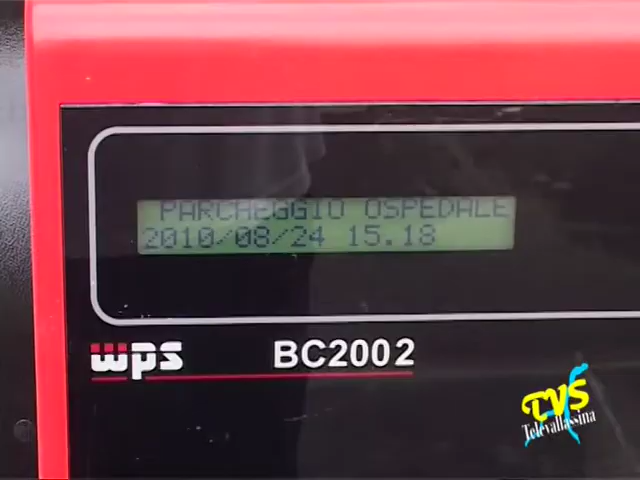 PARCHEGGIO OSPEDALE
2010/08/24 15.18
wps BC2002
TVS
Televallassina